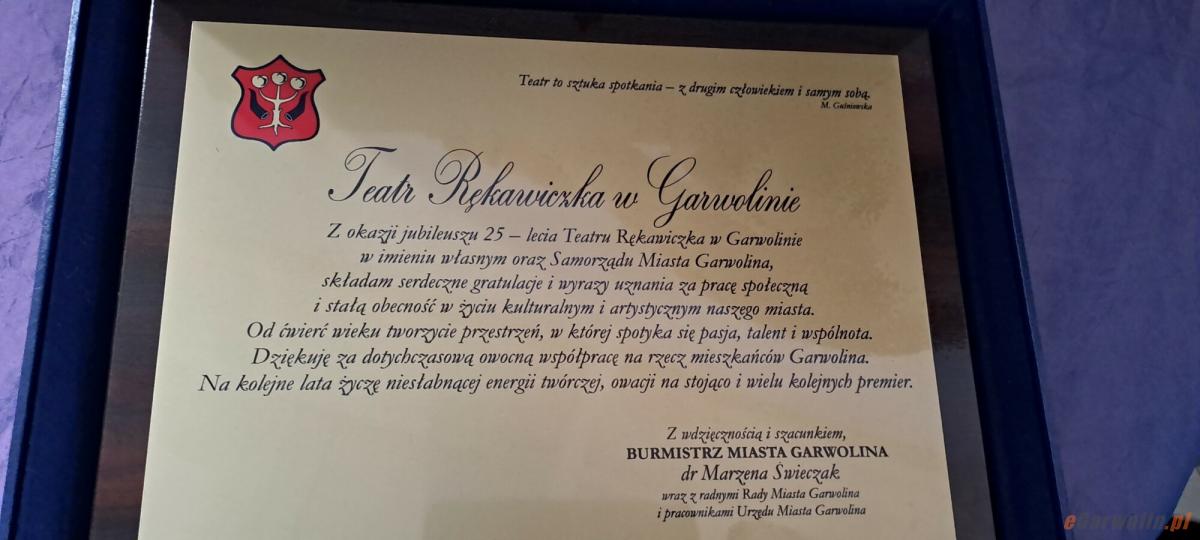 Teatr to sztuka spotkania – z drugim człowiekiem i samym sobą.
M. Guśniowska
Teatr Rękawiczka w Garwolinie
Z okazji jubileuszu 25 – lecia Teatru Rękawiczka w Garwolinie
w imieniu własnym oraz Samorządu Miasta Garwolina,
składam serdeczne gratulacje i wyrazy uznania za pracę społeczną
i stałą obecność w życiu kulturalnym i artystycznym naszego miasta.
Od ćwierć wieku tworzycie przestrzeń, w której spotyka się pasja, talent i wspólnota.
Dziękuję za dotychczasową owocną współpracę na rzecz mieszkańców Garwolina.
Na kolejne lata życzę niesłabnącej energii twórczej, owacji na stojąco i wielu kolejnych premier.
Z wdzięcznością i szacunkiem,
BURMISTRZ MIASTA GARWOLINA
dr Marzena Świeczak
wraz z radnymi Rady Miasta Garwolina
i pracownikami Urzędu Miasta Garwolina
eGarwolin.pl